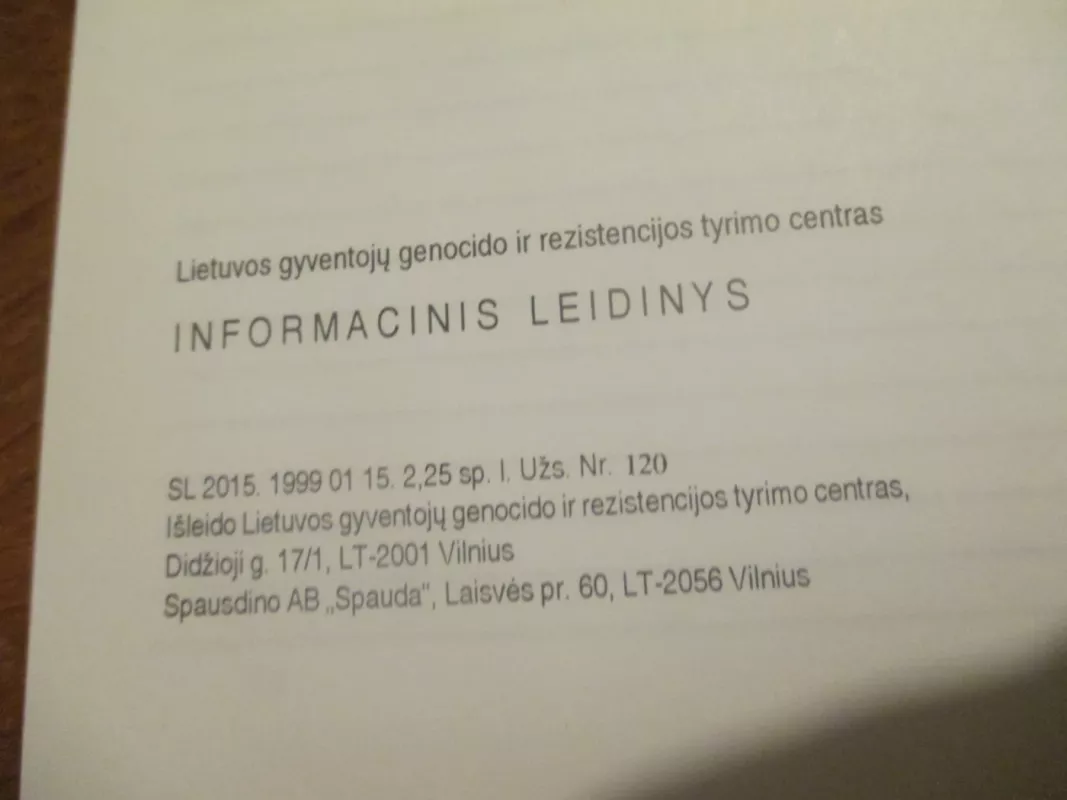 Lietuvos gyventojų genocido ir rezistencijos tyrimo centras
INFORMACINIS LEIDINYS
SL 2015. 1999 01 15. 2,25 sp. l. Užs. Nr. 120
Išleido Lietuvos gyventojų genocido ir rezistencijos tyrimo centras,
Didžioji g. 17/1, LT-2001 Vilnius
Spausdino AB „Spauda“, Laisvės pr. 60, LT-2056 Vilnius